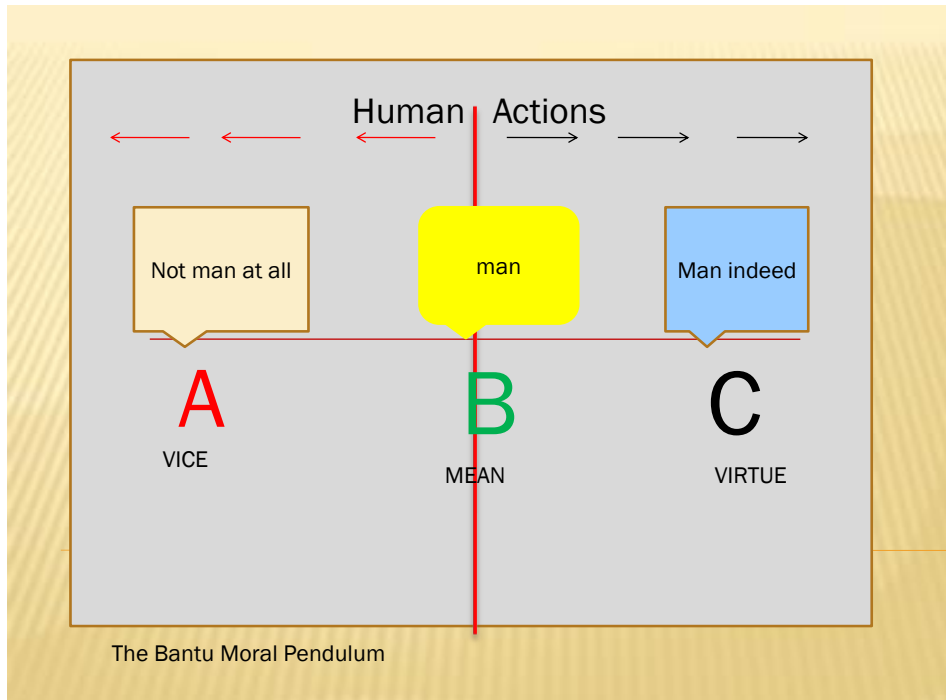 Human Actions
Not man at all
man
Man indeed
A
B
C
VICE
MEAN
VIRTUE
The Bantu Moral Pendulum